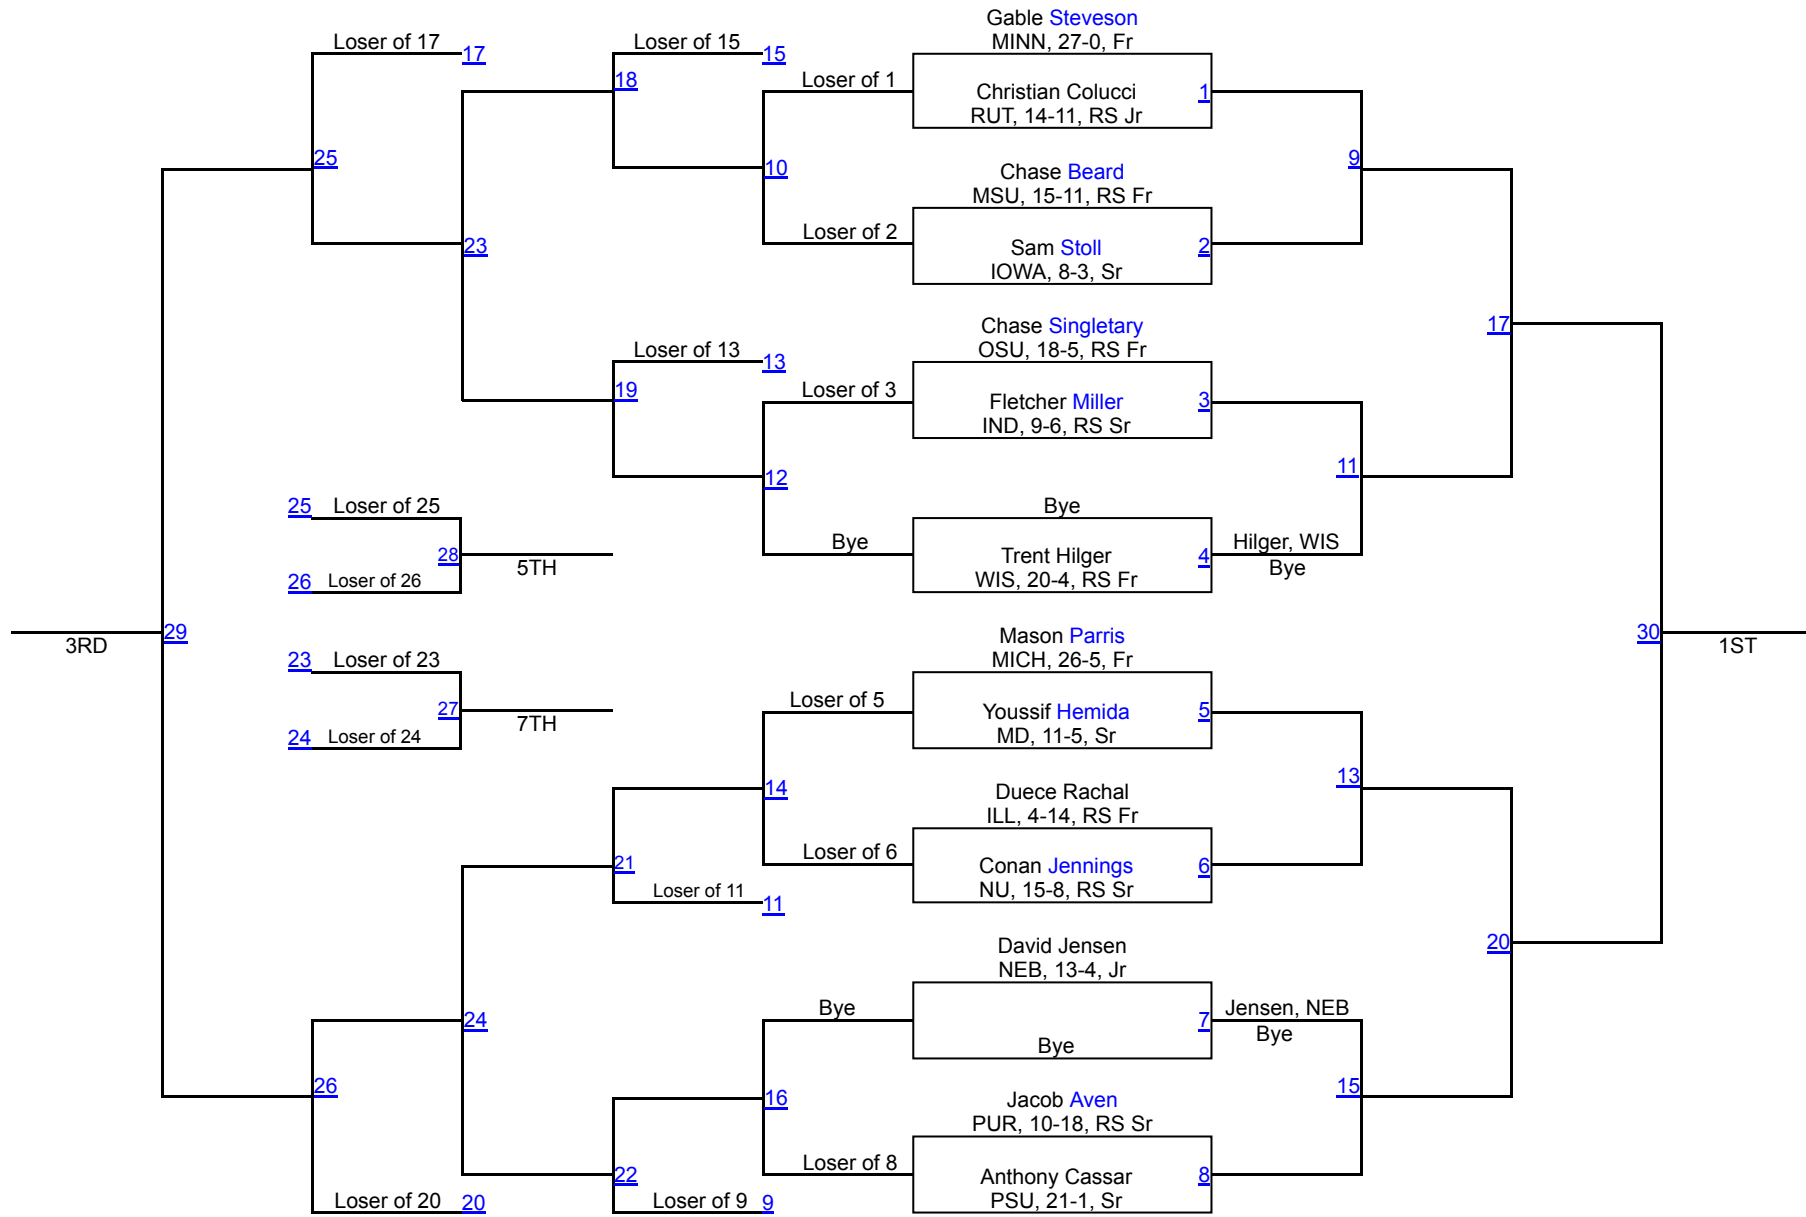 Gable Steveson
MINN, 27-0, Fr
Loser of 17
17
Loser of 15
15
18
Loser of 1
Christian Colucci
RUT, 14-11, RS Jr
1
25
10
9
Chase Beard
MSU, 15-11, RS Fr
23
Loser of 2
Sam Stoll
IOWA, 8-3, Sr
2
Chase Singletary
OSU, 18-5, RS Fr
17
Loser of 13
13
19
Loser of 3
Fletcher Miller
IND, 9-6, RS Sr
3
12
11
25
Loser of 25
Bye
28
5TH
Bye
Trent Hilger
WIS, 20-4, RS Fr
4
Hilger, WIS
Bye
26
Loser of 26
3RD
29
Mason Parris
MICH, 26-5, Fr
30
1ST
23
Loser of 23
Loser of 5
Youssif Hemida
MD, 11-5, Sr
5
27
7TH
24
Loser of 24
14
13
Duece Rachal
ILL, 4-14, RS Fr
21
Loser of 6
Conan Jennings
NU, 15-8, RS Sr
6
Loser of 11
11
David Jensen
NEB, 13-4, Jr
20
24
Bye
7
Jensen, NEB
Bye
Bye
26
16
15
Jacob Aven
PUR, 10-18, RS Sr
22
Loser of 8
Anthony Cassar
PSU, 21-1, Sr
8
Loser of 20
20
Loser of 9
9